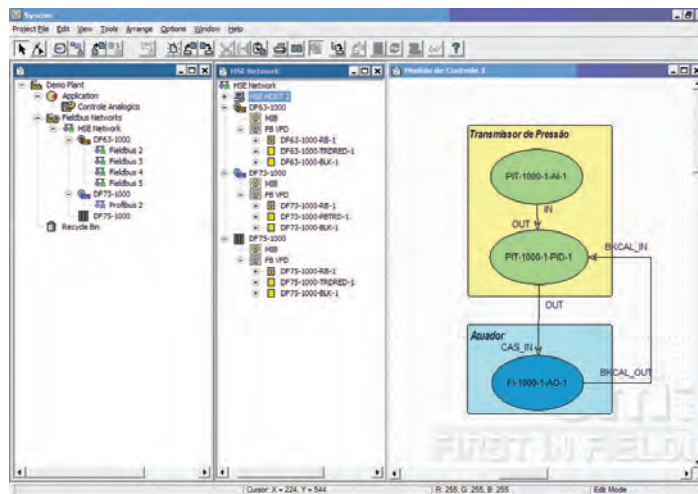 Syscon
Project File Edit View Tools Arrange Options Window Help
Demo Plant
Application
Controle Analogico
Fieldbus Networks
HSE Network
DF63-1000
Fieldbus 2
Fieldbus 3
Fieldbus 4
Fieldbus 5
DF73-1000
Profibus 2
DF75-1000
Recycle Bin
HSE Network
HSE Network
HSE HOST 2
DF63-1000
MIB
FB VFD
DF63-1000-RB-1
DF63-1000-TRDRED-1
DF63-1000-BLK-1
DF73-1000
MIB
FB VFD
DF73-1000-RB-1
DF73-1000-PBTRD-1
DF73-1000-BLK-1
DF75-1000
MIB
FB VFD
DF75-1000-RB-1
DF75-1000-TRDRED-1
DF75-1000-BLK-1
Modulo de Controle 1
Transmissor de Pressão
PIT-1000-1-AI-1
IN
OUT
BKCAL_IN
PIT-1000-1-PID-1
OUT
Atuador
CAS_IN
FI-1000-1-AO-1
BKCAL_OUT
smar
FIRST IN FIELDB
Cursor: X = 224, Y = 544
R: 255, G: 255, B: 255
Edit Mode